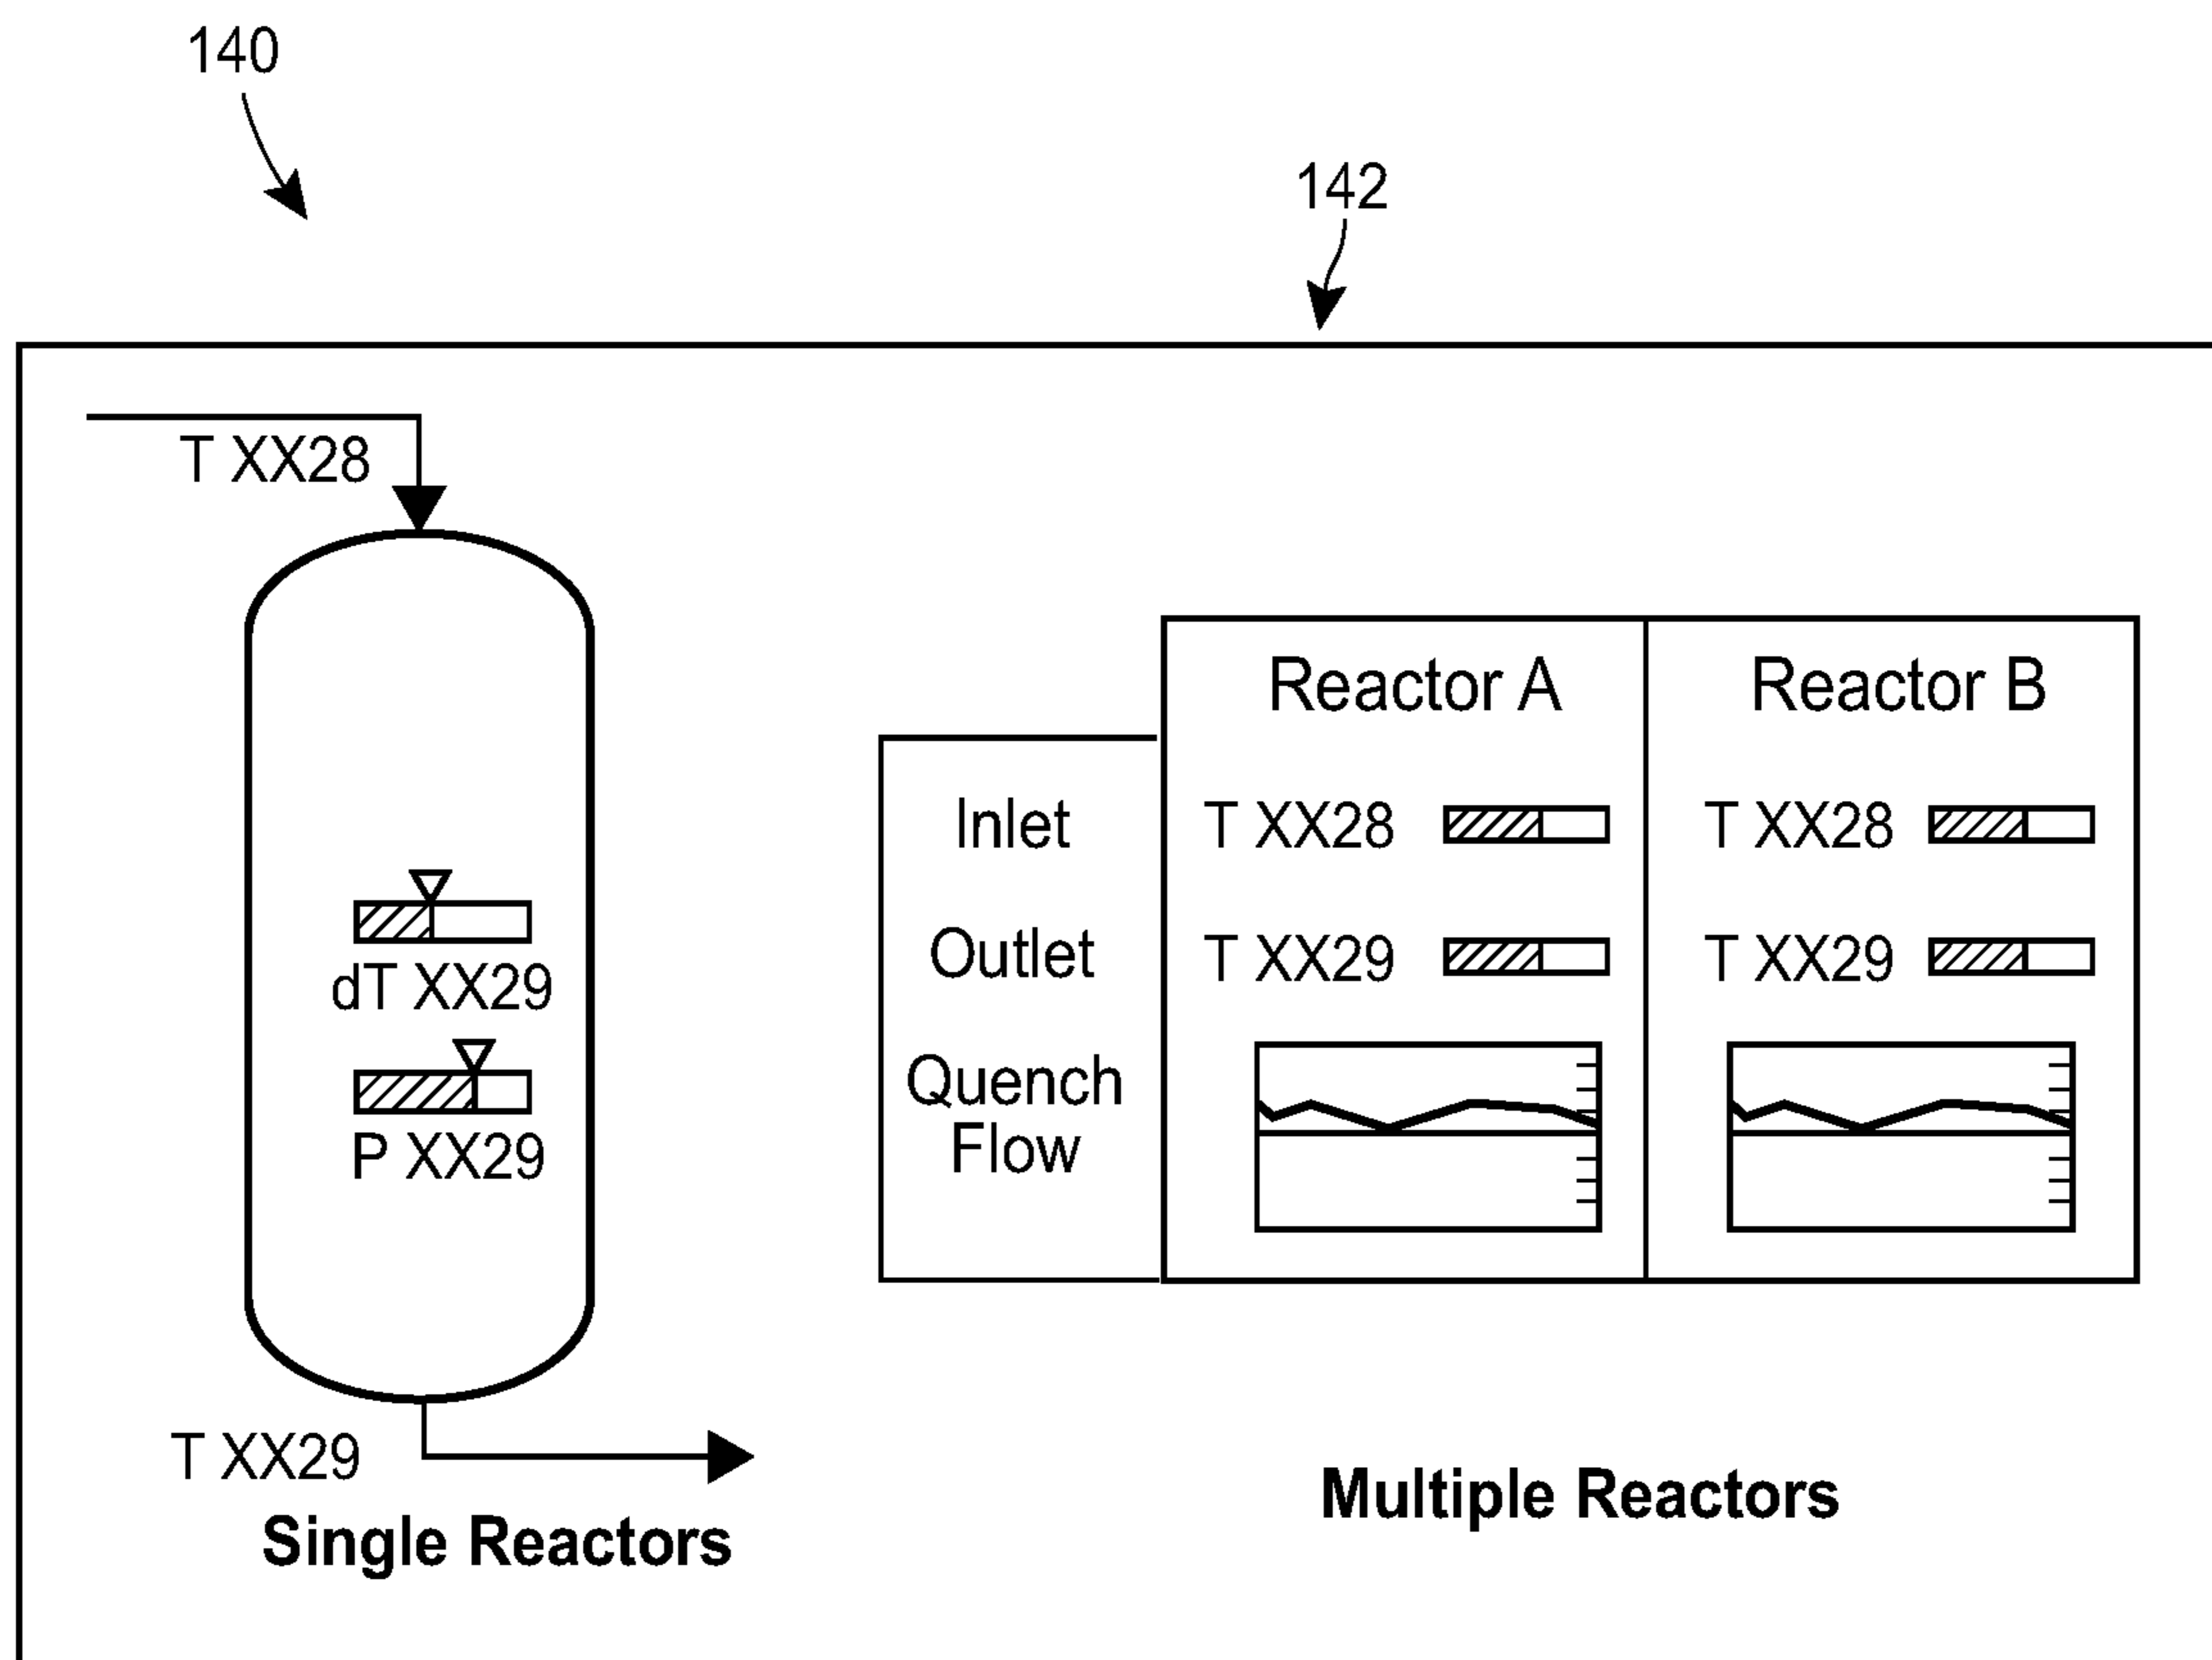 140
142
T XX28
dT XX29
P XX29
T XX29
Single Reactors
Reactor A
Reactor B
Inlet
T XX28
T XX28
Outlet
T XX29
T XX29
Quench
Flow
Multiple Reactors